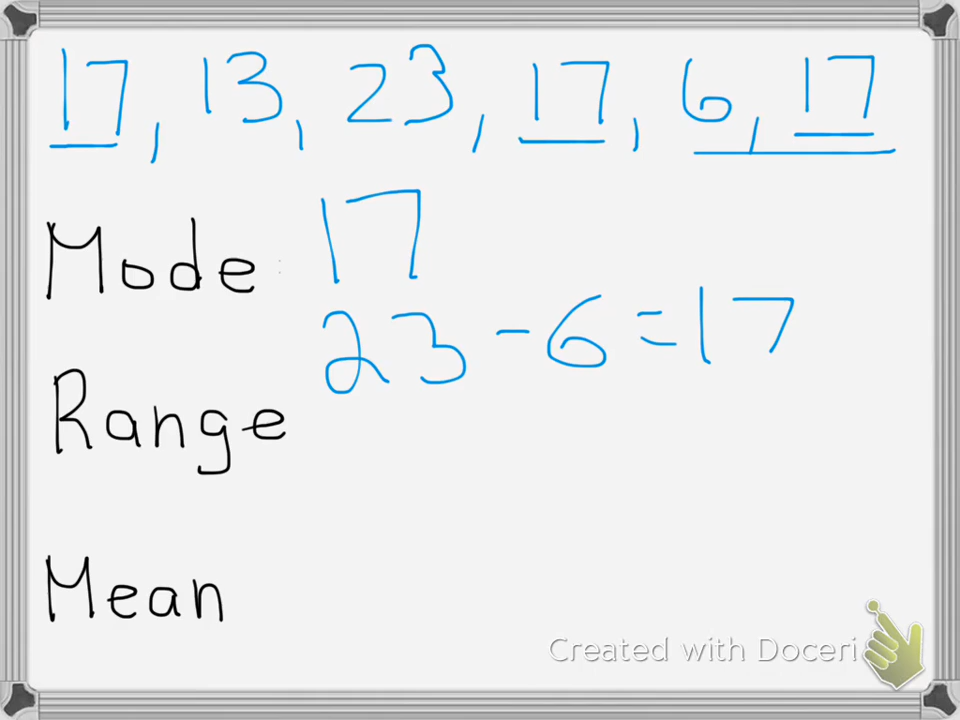 17, 13, 23, 17, 6, 17
Mode: 17
23 - 6 = 17
Range
Mean
Created with Doceri